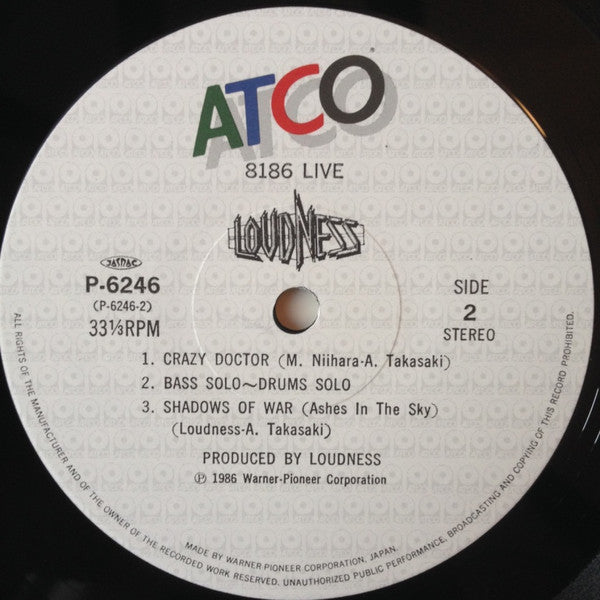 ATCO
8186 LIVE
LOUDNESS
JASRAC
P-6246
(P-6246-2)
33⅓RPM
SIDE
2
STEREO
1. CRAZY DOCTOR (M. Niihara-A. Takasaki)
2. BASS SOLO~DRUMS SOLO
3. SHADOWS OF WAR (Ashes In The Sky)
(Loudness-A. Takasaki)
PRODUCED BY LOUDNESS
Ⓟ 1986 Warner-Pioneer Corporation
MADE BY WARNER-PIONEER CORPORATION, JAPAN.
ALL RIGHTS OF THE MANUFACTURER AND OF THE OWNER OF THE RECORDED WORK RESERVED. UNAUTHORIZED PUBLIC PERFORMANCE, BROADCASTING AND COPYING OF THIS RECORD PROHIBITED.